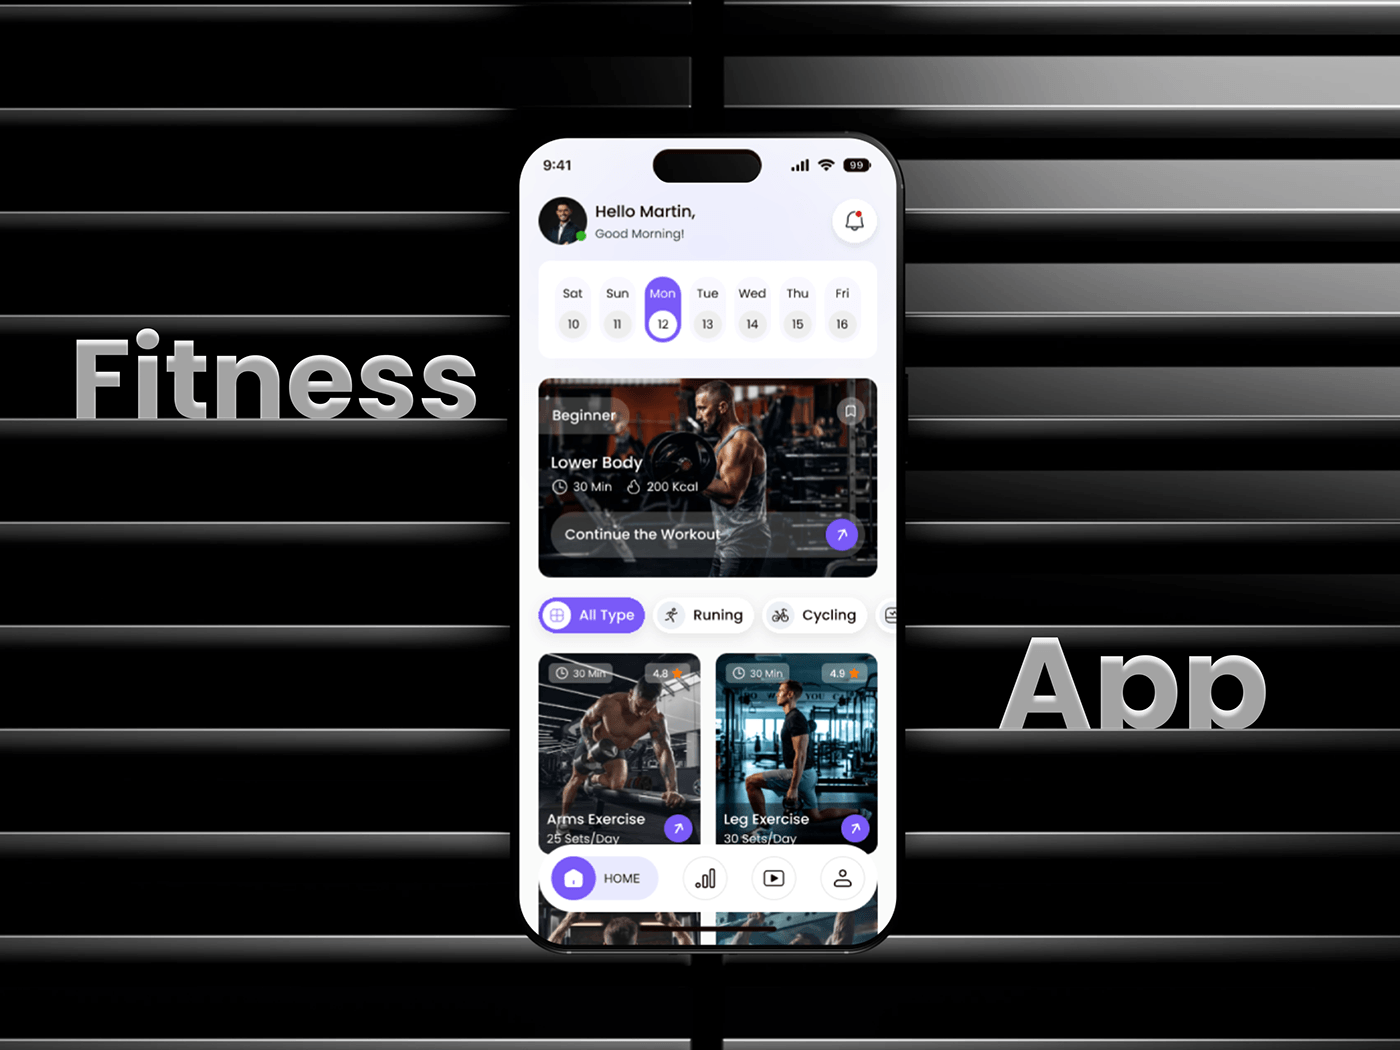 9:41
99
Hello Martin,
Good Morning!
Sat Sun Mon Tue Wed Thu Fri
10 11 12 13 14 15 16
Fitness
Beginner
Lower Body
30 Min 200 Kcal
Continue the Workout
All Type Runing Cycling
App
30 Min 4.8
30 Min 4.9
YOU
Arms Exercise
25 Sets/Day
Leg Exercise
30 Sets/Day
HOME